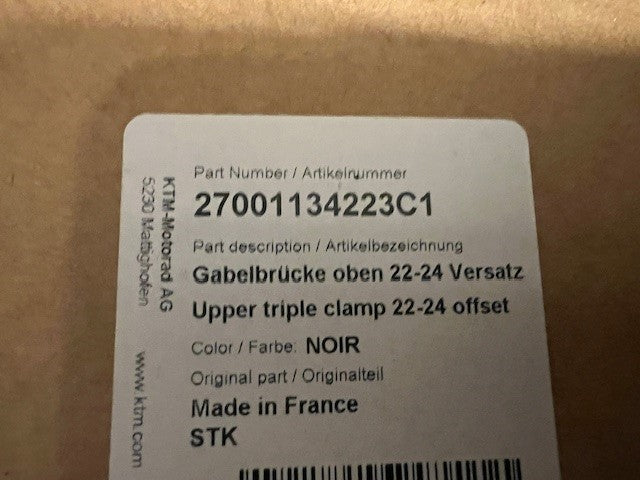 Part Number / Artikelnummer
27001134223C1
Part description / Artikelbezeichnung
Gabelbrücke oben 22-24 Versatz
Upper triple clamp 22-24 offset
Color / Farbe: NOIR
Original part / Originalteil
Made in France
STK
KTM-Motorad AG
5230 Mattighofen
www.ktm.com